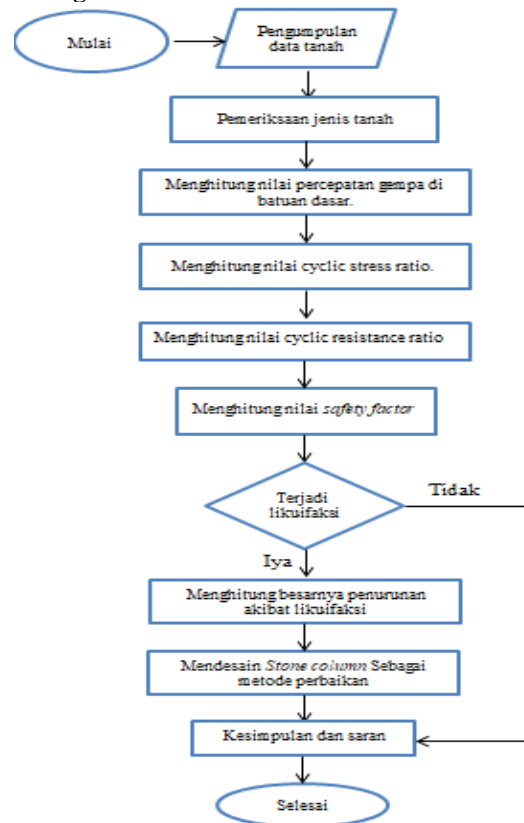 Mulai
Pengumpulan
data tanah
Pemeriksaan jenis tanah
Menghitung nilai percepatan gempa di
batuan dasar.
Menghitung nilai cyclic stress ratio.
Menghitung nilai cyclic resistance ratio
Menghitung nilai safety factor
Terjadi
likuifaksi
Tidak
Iya
Menghitung besarnya penurunan
akibat likuifaksi
Mendesain Stone column Sebagai
metode perbaikan
Kesimpulan dan saran
Selesai